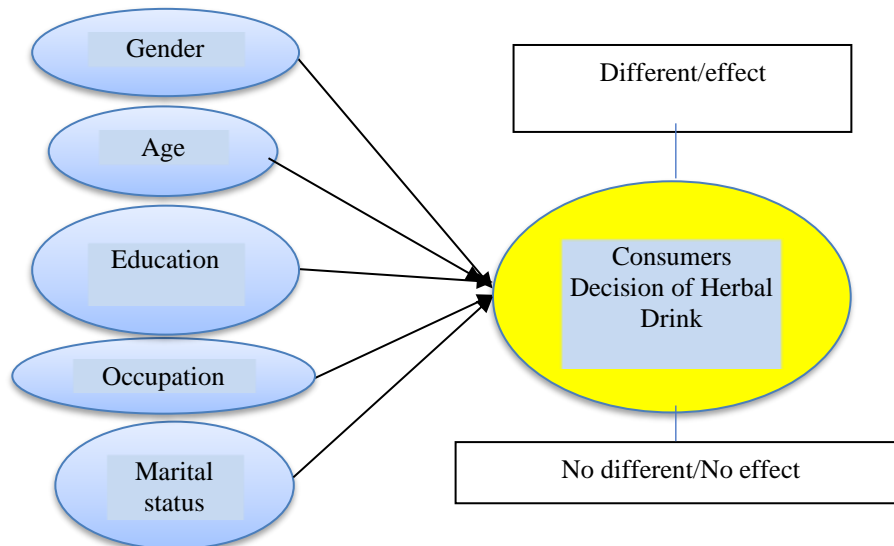 Gender
Age
Education
Occupation
Marital
status
Different/effect
Consumers
Decision of Herbal
Drink
No different/No effect